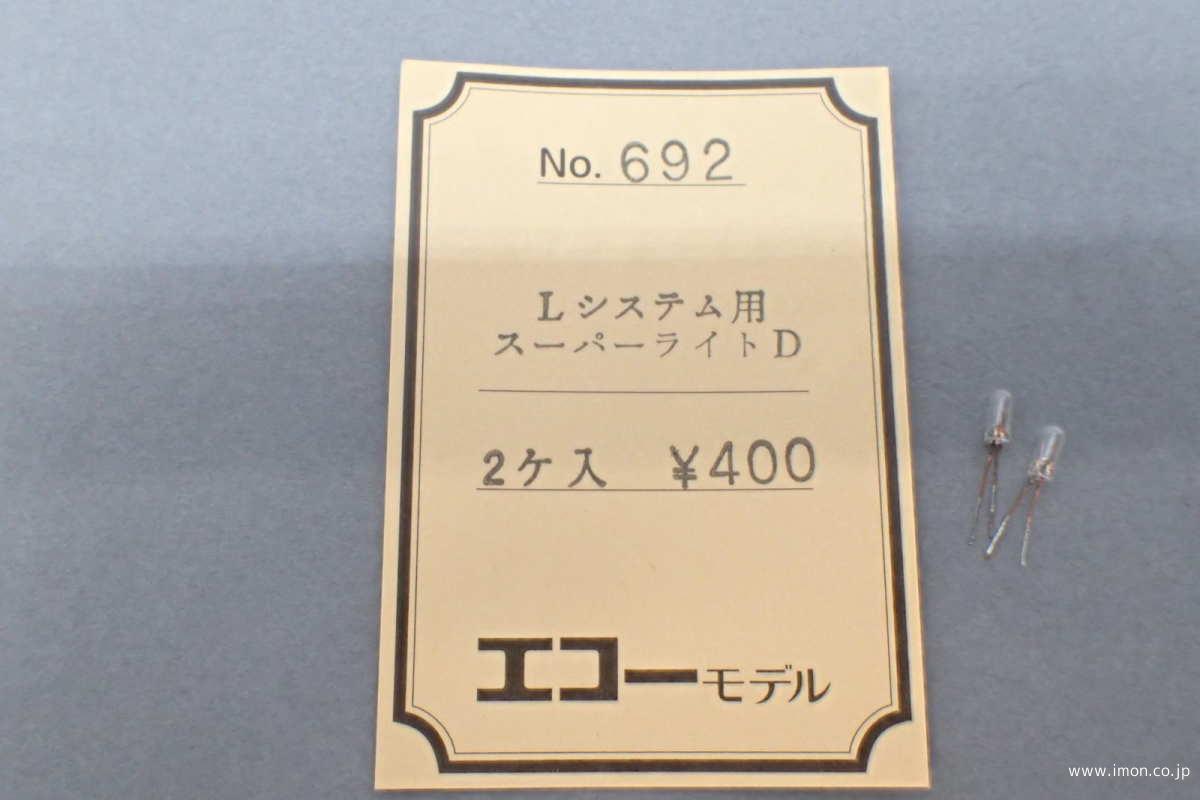 No. 692
Lシステム用
スーパーライトD
2ケ入 ¥400
エコーモデル
www.imon.co.jp